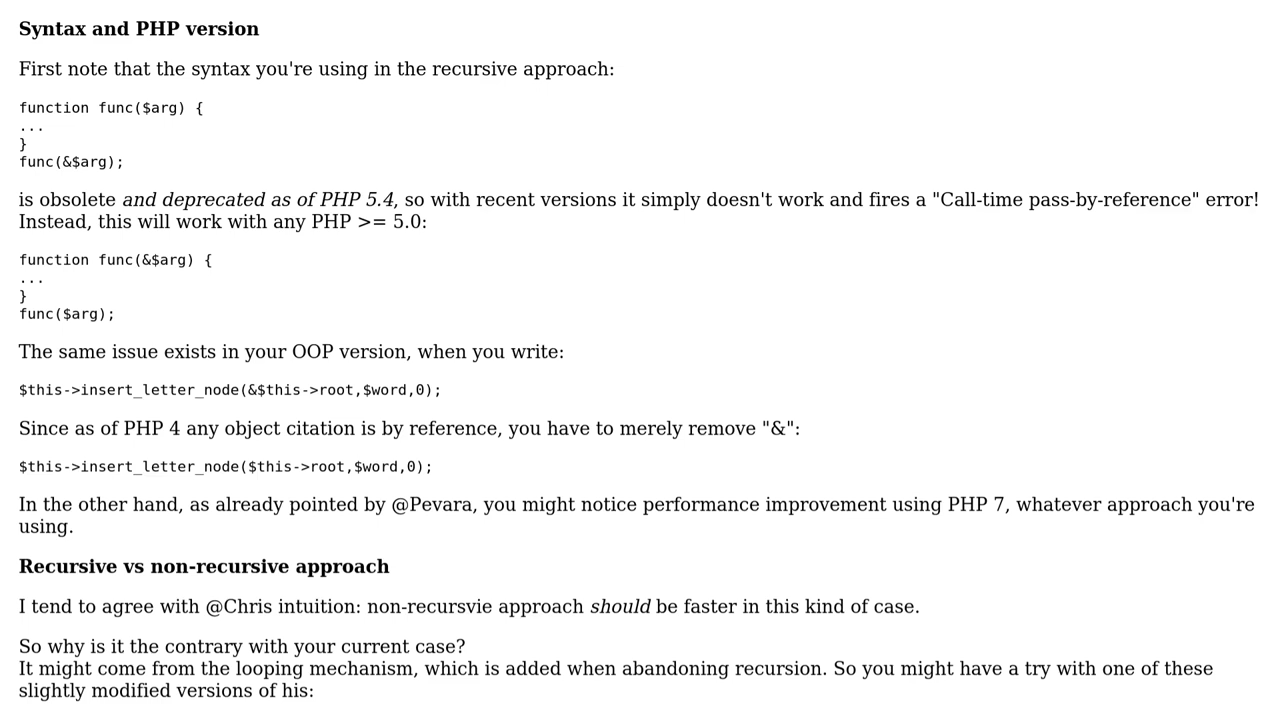 Syntax and PHP version
First note that the syntax you're using in the recursive approach:
function func($arg) {
...
}
func(&$arg);
is obsolete and deprecated as of PHP 5.4, so with recent versions it simply doesn't work and fires a "Call-time pass-by-reference" error!
Instead, this will work with any PHP >= 5.0:
function func(&$arg) {
...
}
func($arg);
The same issue exists in your OOP version, when you write:
$this->insert_letter_node(&$this->root,$word,0);
Since as of PHP 4 any object citation is by reference, you have to merely remove "&":
$this->insert_letter_node($this->root,$word,0);
In the other hand, as already pointed by @Pevara, you might notice performance improvement using PHP 7, whatever approach you're
using.
Recursive vs non-recursive approach
I tend to agree with @Chris intuition: non-recursvie approach should be faster in this kind of case.
So why is it the contrary with your current case?
It might come from the looping mechanism, which is added when abandoning recursion. So you might have a try with one of these
slightly modified versions of his: